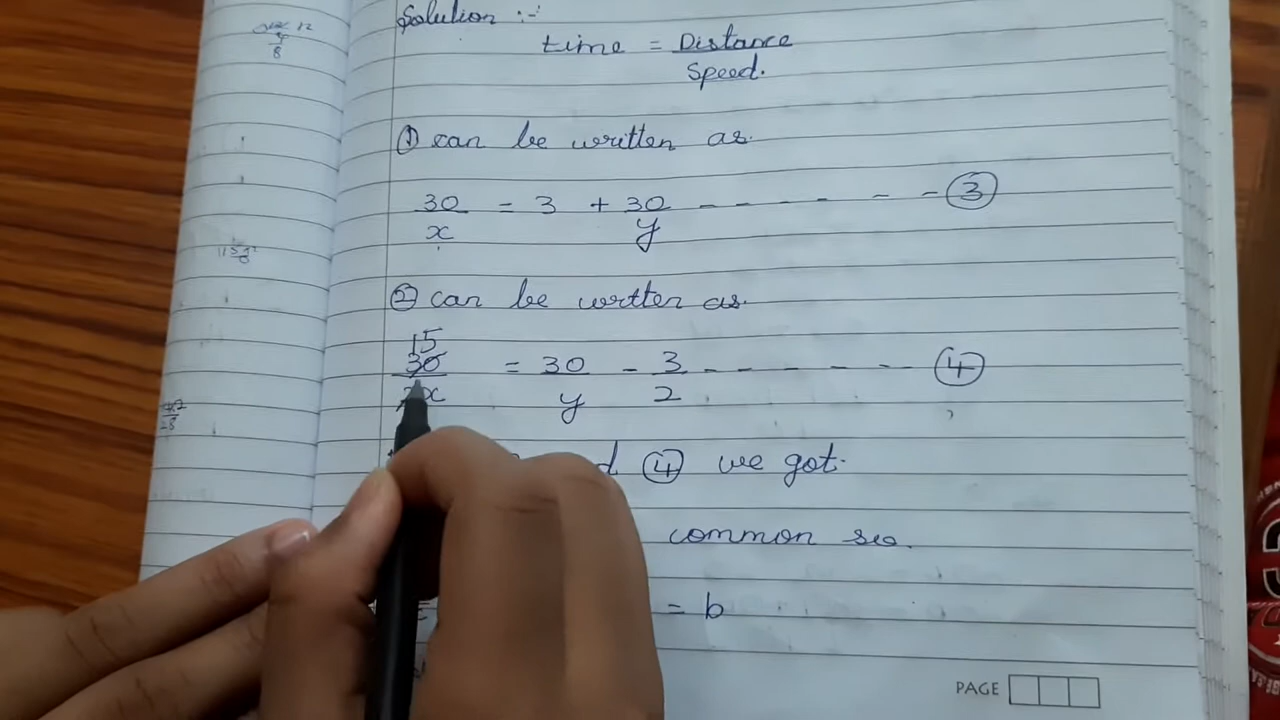 Solution :-
time = Distance
Speed.
① can be written as.
30 = 3 + 30 - - - - - - ③
x y
② can be wrtten as.
15
30 = 30 - 3 - - - - - - ④
2x y 2
④ we got.
common so.
= b
PAGE